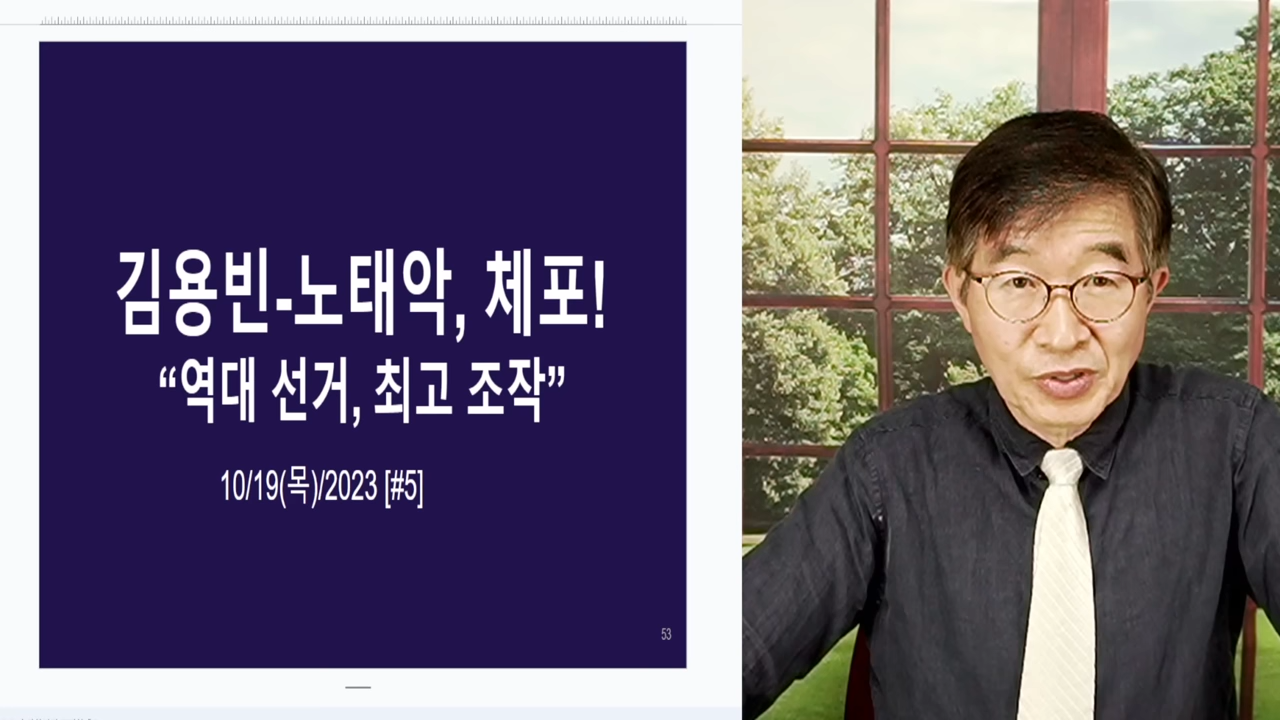 김용빈-노태악, 체포!
“역대 선거, 최고 조작”
10/19(목)/2023 [#5]
53